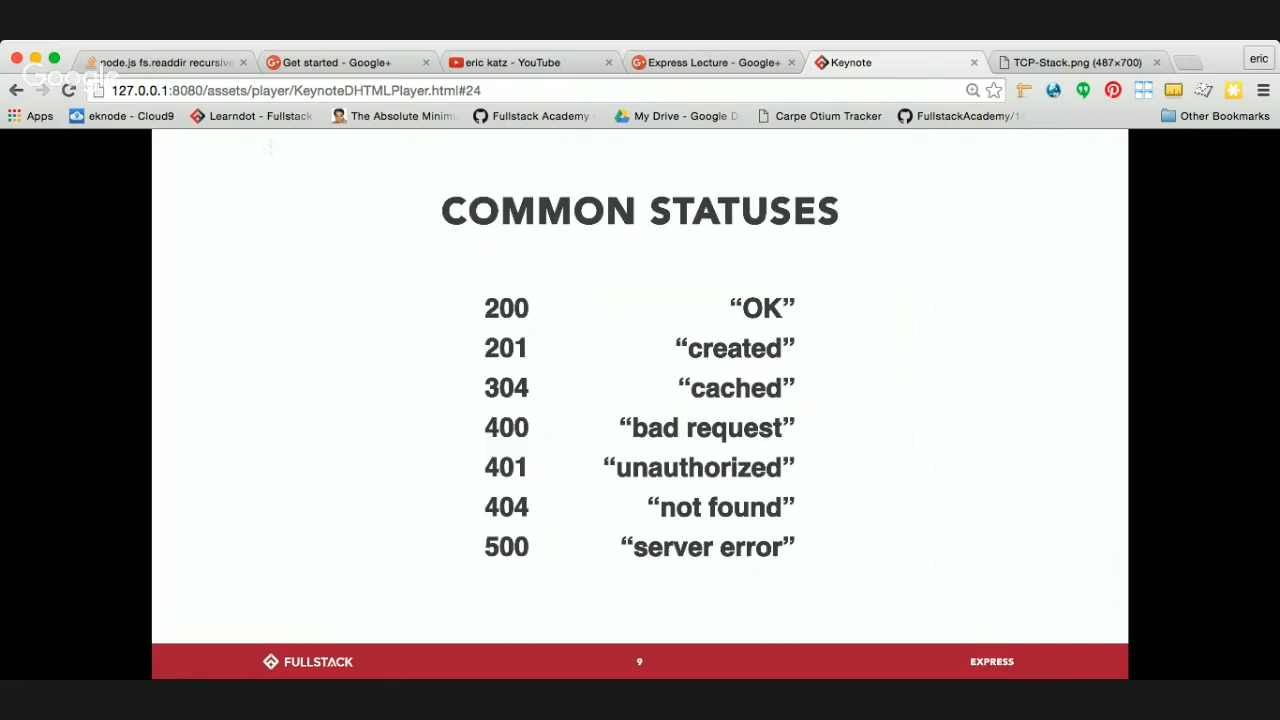 node.js fs.readdir recursive
Get started - Google+
eric katz - YouTube
Express Lecture - Google+
Keynote
TCP-Stack.png (487×700)
eric
Google
127.0.0.1:8080/assets/player/KeynoteDHTMLPlayer.html#24
Apps
eknode - Cloud9
Learndot - Fullstack
The Absolute Minim
Fullstack Academy
My Drive - Google D
Carpe Otium Tracker
FullstackAcademy/1
Other Bookmarks
COMMON STATUSES
200 “OK”
201 “created”
304 “cached”
400 “bad request”
401 “unauthorized”
404 “not found”
500 “server error”
FULLSTACK
9
EXPRESS